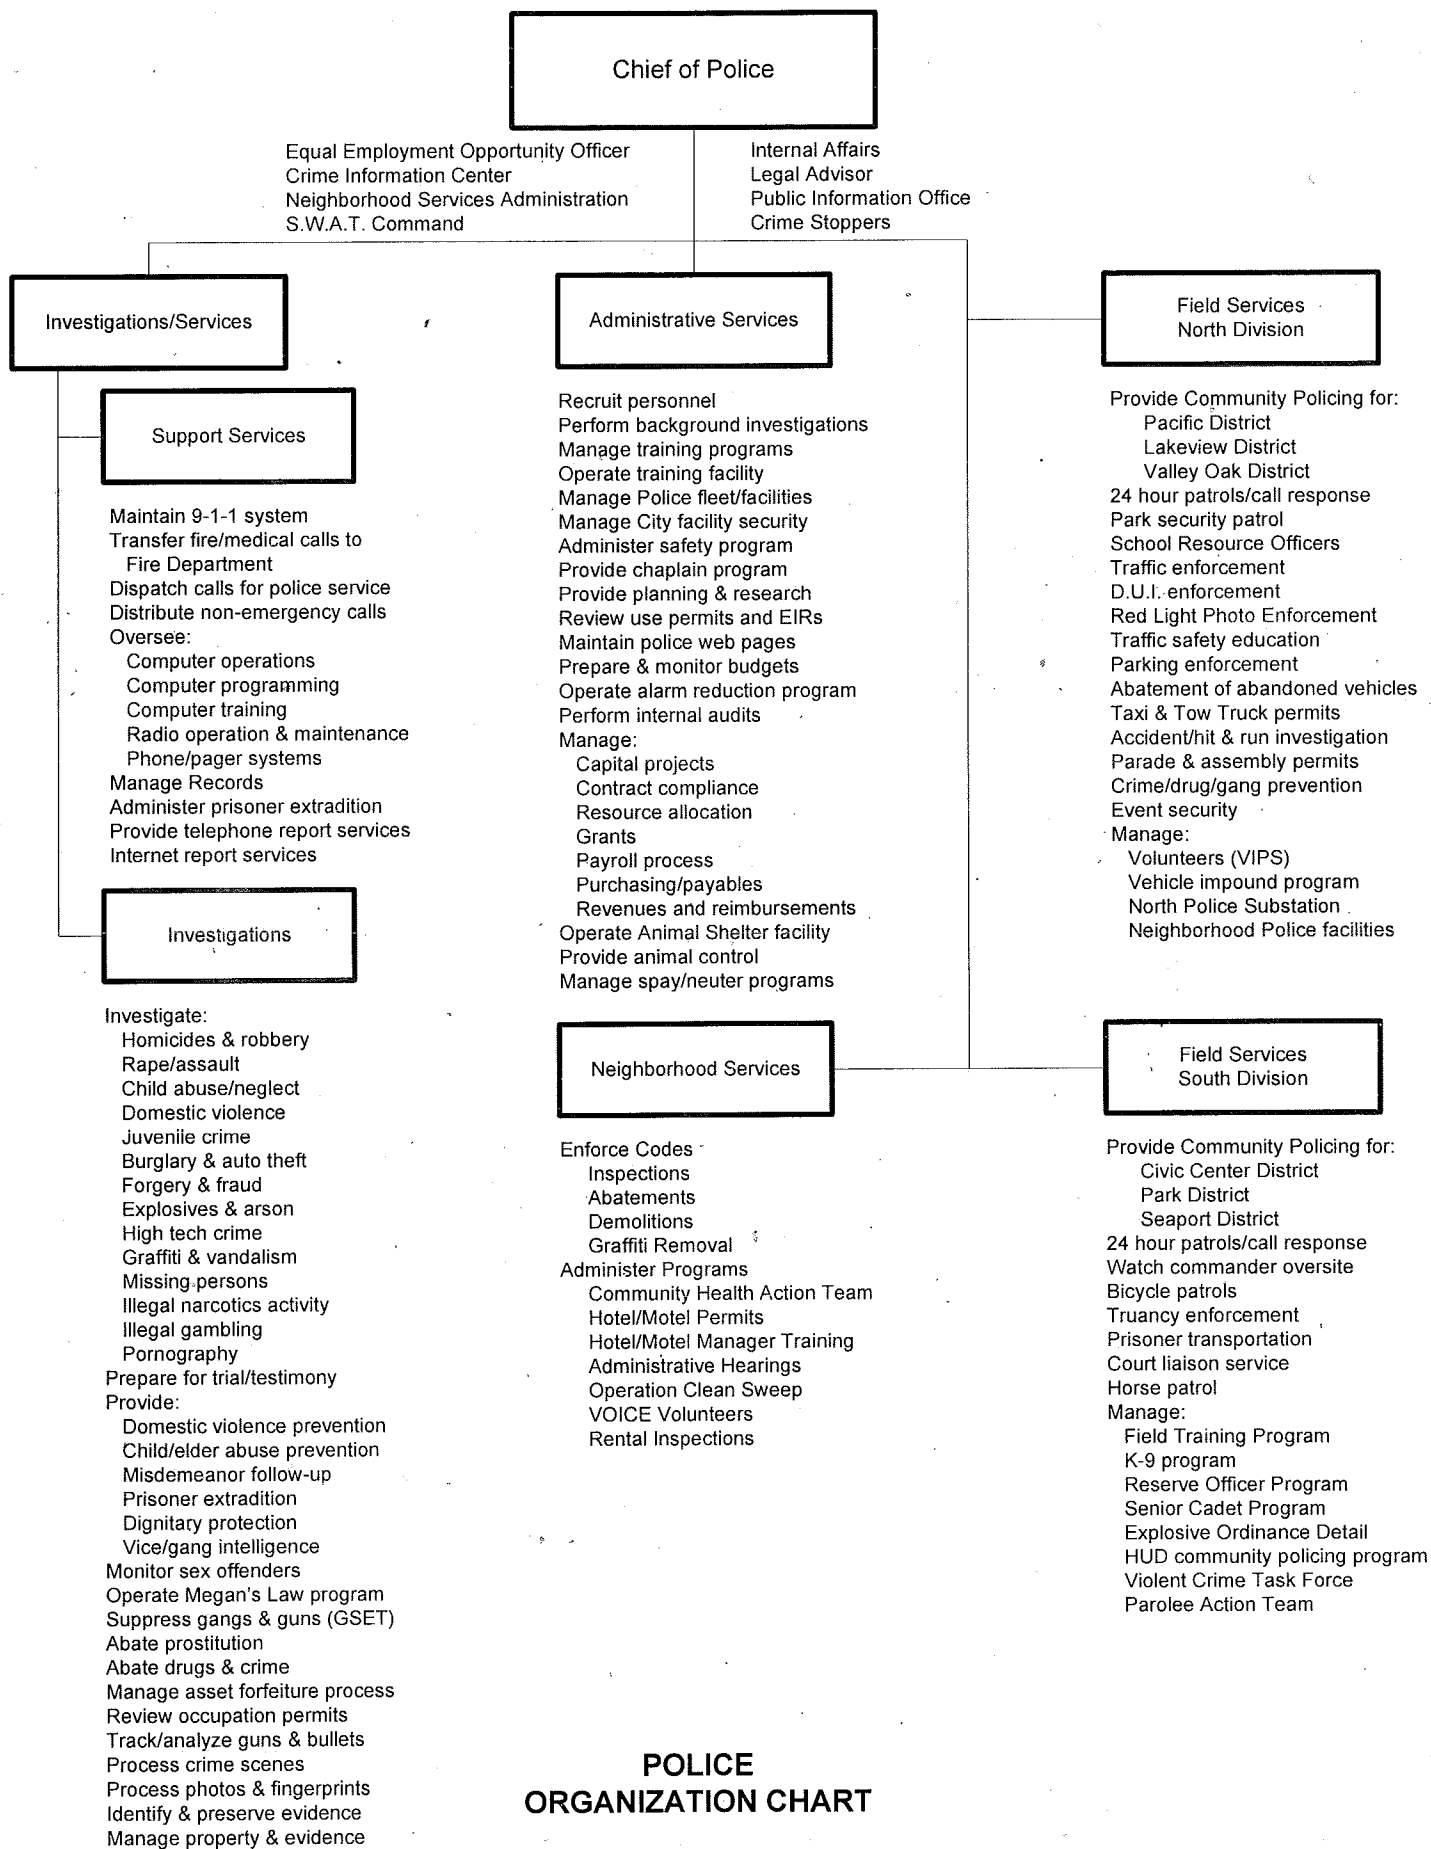 Chief of Police
Equal Employment Opportunity Officer
Crime Information Center
Neighborhood Services Administration
S.W.A.T. Command
Internal Affairs
Legal Advisor
Public Information Office
Crime Stoppers
Investigations/Services
Support Services
Maintain 9-1-1 system
Transfer fire/medical calls to
Fire Department
Dispatch calls for police service
Distribute non-emergency calls
Oversee:
Computer operations
Computer programming
Computer training
Radio operation & maintenance
Phone/pager systems
Manage Records
Administer prisoner extradition
Provide telephone report services
Internet report services
Investigations
Investigate:
Homicides & robbery
Rape/assault
Child abuse/neglect
Domestic violence
Juvenile crime
Burglary & auto theft
Forgery & fraud
Explosives & arson
High tech crime
Graffiti & vandalism
Missing persons
Illegal narcotics activity
Illegal gambling
Pornography
Prepare for trial/testimony
Provide:
Domestic violence prevention
Child/elder abuse prevention
Misdemeanor follow-up
Prisoner extradition
Dignitary protection
Vice/gang intelligence
Monitor sex offenders
Operate Megan's Law program
Suppress gangs & guns (GSET)
Abate prostitution
Abate drugs & crime
Manage asset forfeiture process
Review occupation permits
Track/analyze guns & bullets
Process crime scenes
Process photos & fingerprints
Identify & preserve evidence
Manage property & evidence
Administrative Services
Recruit personnel
Perform background investigations
Manage training programs
Operate training facility
Manage Police fleet/facilities
Manage City facility security
Administer safety program
Provide chaplain program
Provide planning & research
Review use permits and EIRs
Maintain police web pages
Prepare & monitor budgets
Operate alarm reduction program
Perform internal audits
Manage:
Capital projects
Contract compliance
Resource allocation
Grants
Payroll process
Purchasing/payables
Revenues and reimbursements
Operate Animal Shelter facility
Provide animal control
Manage spay/neuter programs
Neighborhood Services
Enforce Codes
Inspections
Abatements
Demolitions
Graffiti Removal
Administer Programs
Community Health Action Team
Hotel/Motel Permits
Hotel/Motel Manager Training
Administrative Hearings
Operation Clean Sweep
VOICE Volunteers
Rental Inspections
Field Services
North Division
Provide Community Policing for:
Pacific District
Lakeview District
Valley Oak District
24 hour patrols/call response
Park security patrol
School Resource Officers
Traffic enforcement
D.U.I. enforcement
Red Light Photo Enforcement
Traffic safety education
Parking enforcement
Abatement of abandoned vehicles
Taxi & Tow Truck permits
Accident/hit & run investigation
Parade & assembly permits
Crime/drug/gang prevention
Event security
Manage:
Volunteers (VIPS)
Vehicle impound program
North Police Substation
Neighborhood Police facilities
Field Services
South Division
Provide Community Policing for:
Civic Center District
Park District
Seaport District
24 hour patrols/call response
Watch commander oversite
Bicycle patrols
Truancy enforcement
Prisoner transportation
Court liaison service
Horse patrol
Manage:
Field Training Program
K-9 program
Reserve Officer Program
Senior Cadet Program
Explosive Ordinance Detail
HUD community policing program
Violent Crime Task Force
Parolee Action Team
POLICE
ORGANIZATION CHART